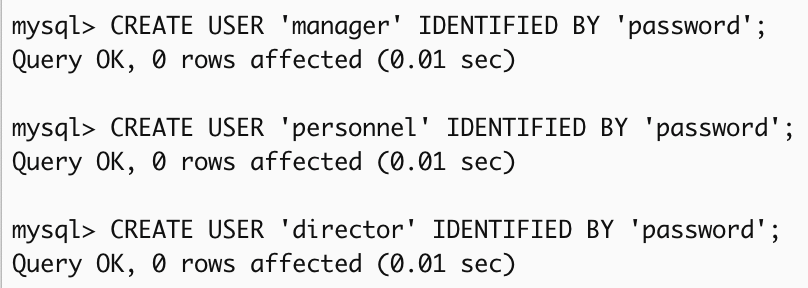 mysql> CREATE USER 'manager' IDENTIFIED BY 'password';
Query OK, 0 rows affected (0.01 sec)
mysql> CREATE USER 'personnel' IDENTIFIED BY 'password';
Query OK, 0 rows affected (0.01 sec)
mysql> CREATE USER 'director' IDENTIFIED BY 'password';
Query OK, 0 rows affected (0.01 sec)